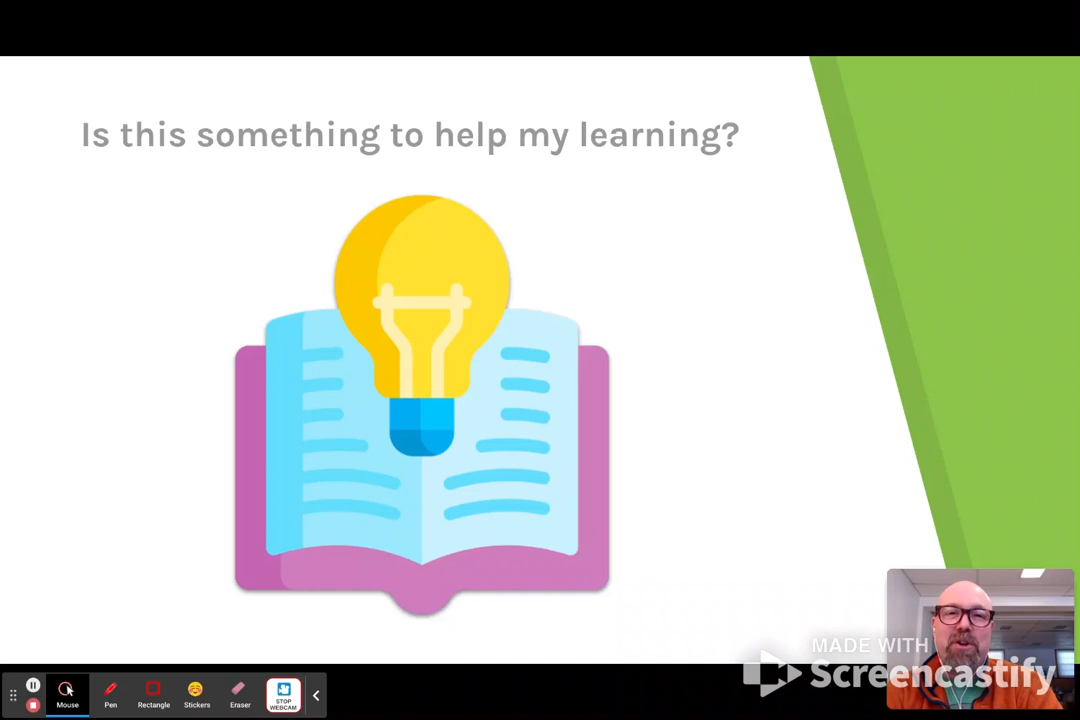 Is this something to help my learning?
MADE WITH
Screencastify
Mouse
Pen
Rectangle
Stickers
Eraser
STOP
WEBCAM